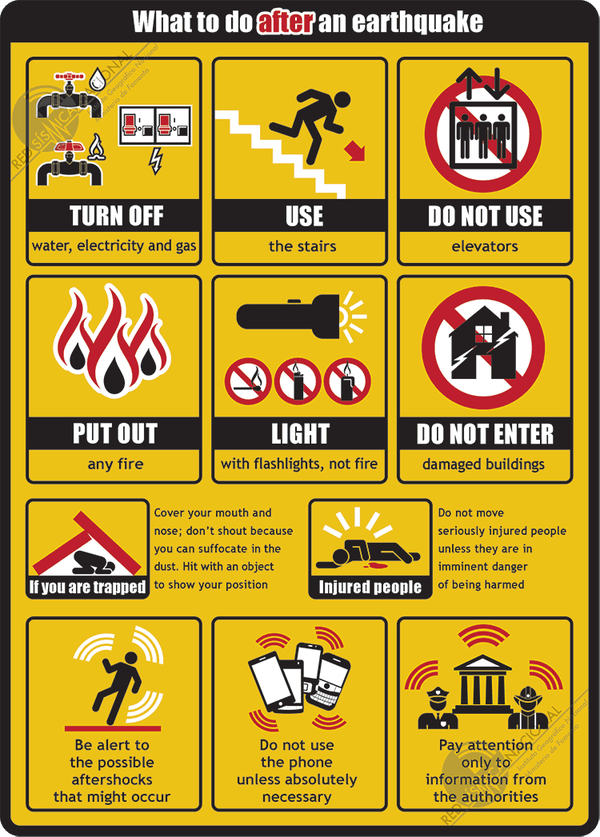 What to do after an earthquake
TURN OFF
water, electricity and gas
USE
the stairs
DO NOT USE
elevators
PUT OUT
any fire
LIGHT
with flashlights, not fire
DO NOT ENTER
damaged buildings
If you are trapped
Cover your mouth and
nose; don't shout because
you can suffocate in the
dust. Hit with an object
to show your position
Injured people
Do not move
seriously injured people
unless they are in
imminent danger
of being harmed
Be alert to
the possible
aftershocks
that might occur
Do not use
the phone
unless absolutely
necessary
Pay attention
only to
information from
the authorities